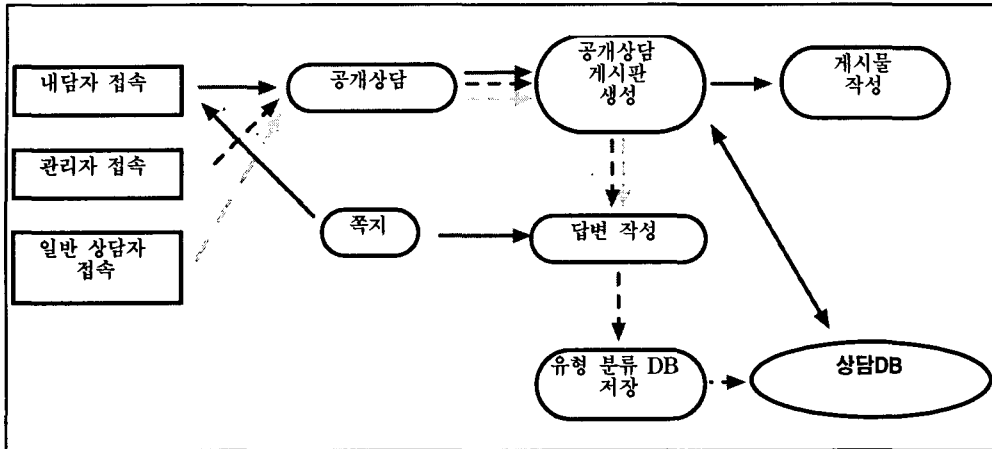 내담자 접속
관리자 접속
일반 상담자
접속
공개상담
쪽지
공개상담
게시판
생성
답변 작성
유형 분류 DB
저장
게시물
작성
상담DB